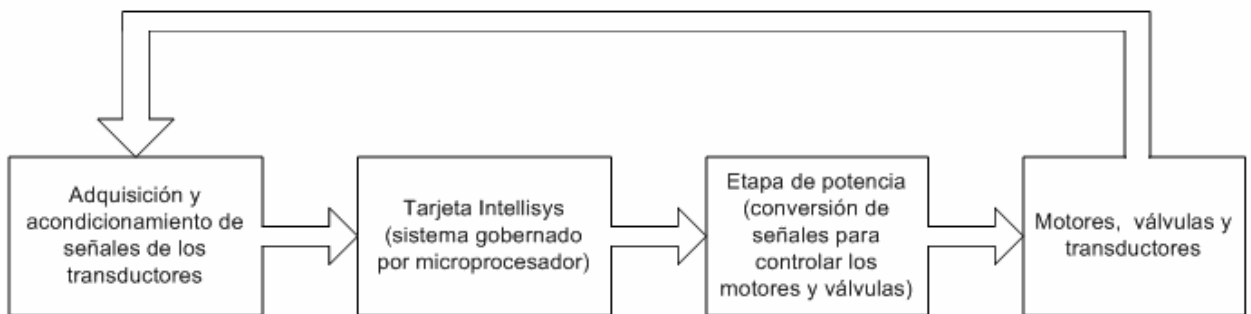 Adquisición y
acondicionamiento de
señales de los
transductores
Tarjeta Intellisys
(sistema gobernado
por microprocesador)
Etapa de potencia
(conversión de
señales para
controlar los
motores y válvulas)
Motores, válvulas y
transductores